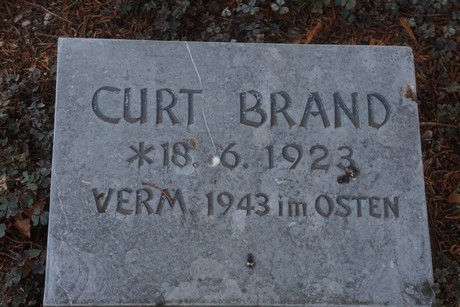 CURT BRAND
*18.6.1923
VERM. 1943 im OSTEN